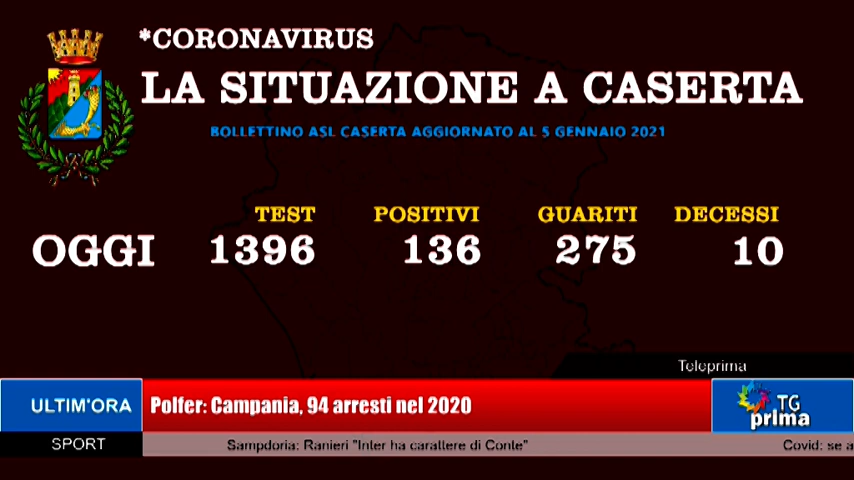 *CORONAVIRUS
LA SITUAZIONE A CASERTA
BOLLETTINO ASL CASERTA AGGIORNATO AL 5 GENNAIO 2021
TEST POSITIVI GUARITI DECESSI
OGGI 1396 136 275 10
Teleprima
ULTIM'ORA Polfer: Campania, 94 arresti nel 2020 TG prima
SPORT Sampdoria: Ranieri "Inter ha carattere di Conte" Covid: se a